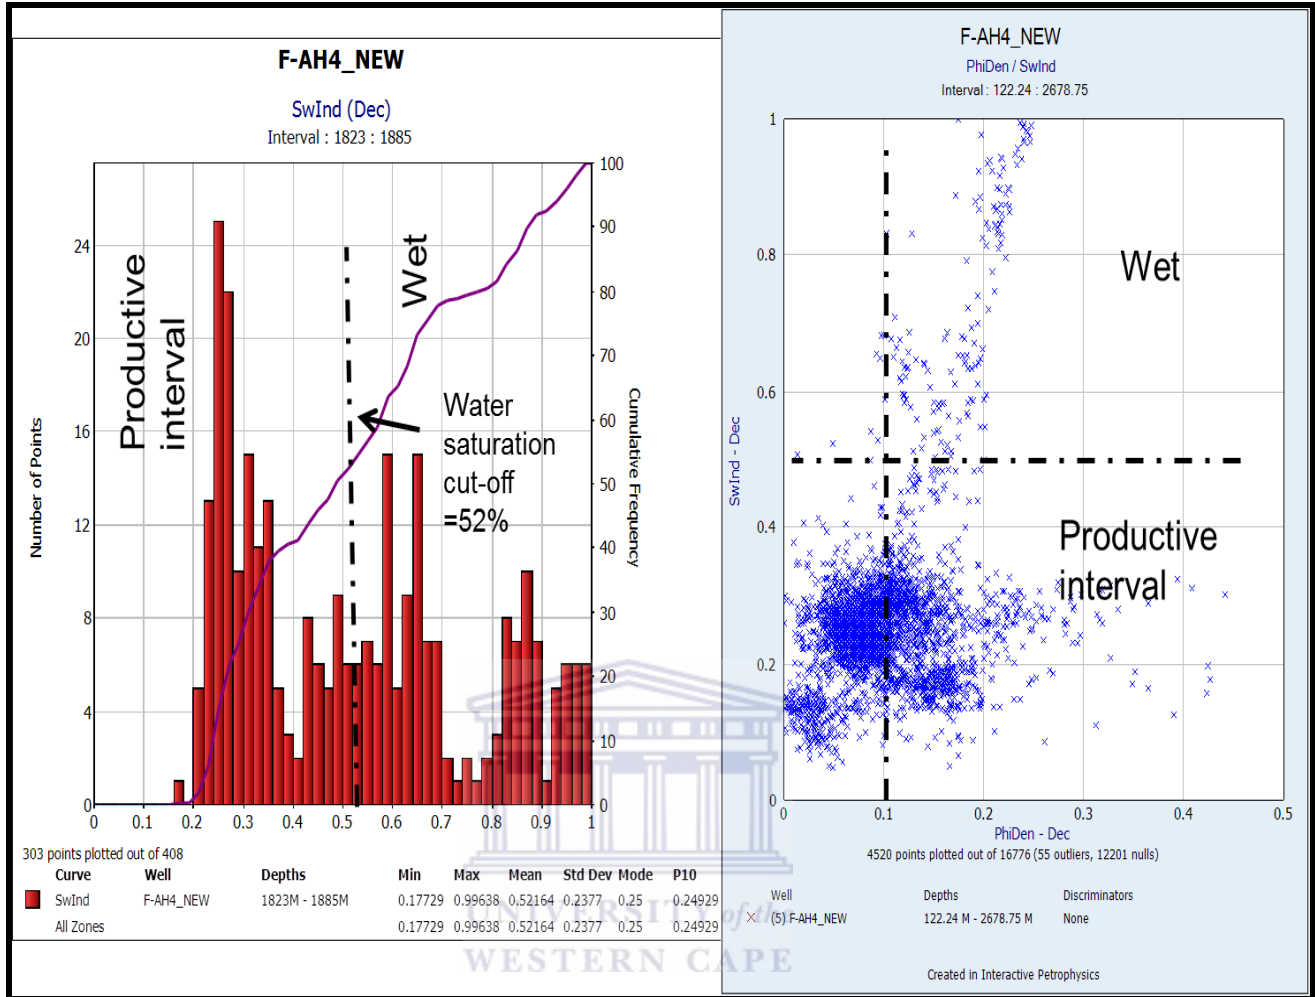 F-AH4_NEW
SwInd (Dec)
Interval : 1823 : 1885
Number of Points
24
20
16
12
8
4
0
0 0.1 0.2 0.3 0.4 0.5 0.6 0.7 0.8 0.9 1
100
90
80
70
60
50
40
30
20
10
0
Cumulative Frequency
Productive
interval
Wet
Water
saturation
cut-off
=52%
303 points plotted out of 408
Curve Well Depths Min Max Mean Std Dev Mode P10
SwInd F-AH4_NEW 1823M - 1885M 0.17729 0.99638 0.52164 0.2377 0.25 0.24929
All Zones 0.17729 0.99638 0.52164 0.2377 0.25 0.24929
F-AH4_NEW
PhiDen / SwInd
Interval : 122.24 : 2678.75
SwInd - Dec
1
0.8
0.6
0.4
0.2
0
0 0.1 0.2 0.3 0.4 0.5
Wet
Productive
interval
PhiDen - Dec
4520 points plotted out of 16776 (55 outliers, 12201 nulls)
Well Depths Discriminators
(5) F-AH4_NEW 122.24 M - 2678.75 M None
Created in Interactive Petrophysics
UNIVERSITY of the
WESTERN CAPE